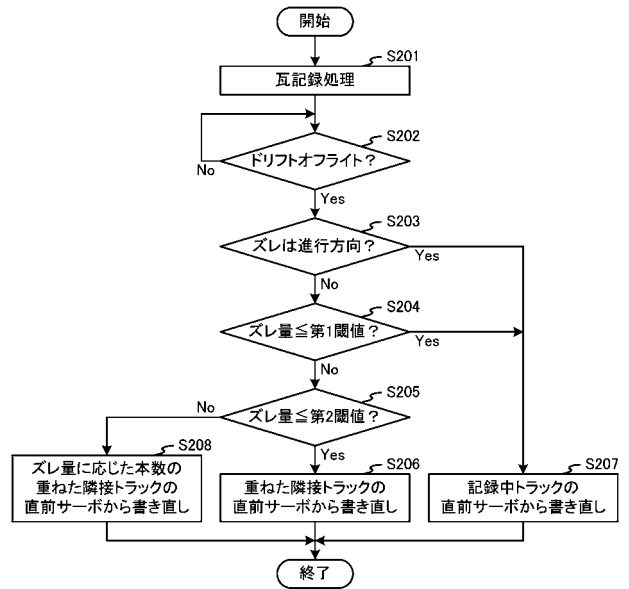 開始
S201
瓦記録処理
S202
ドリフトオフライト？
No
Yes
S203
ズレは進行方向？
Yes
No
S204
ズレ量≦第1閾値？
Yes
No
S205
ズレ量≦第2閾値？
No
Yes
S208
ズレ量に応じた本数の
重ねた隣接トラックの
直前サーボから書き直し
S206
重ねた隣接トラックの
直前サーボから書き直し
S207
記録中トラックの
直前サーボから書き直し
終了